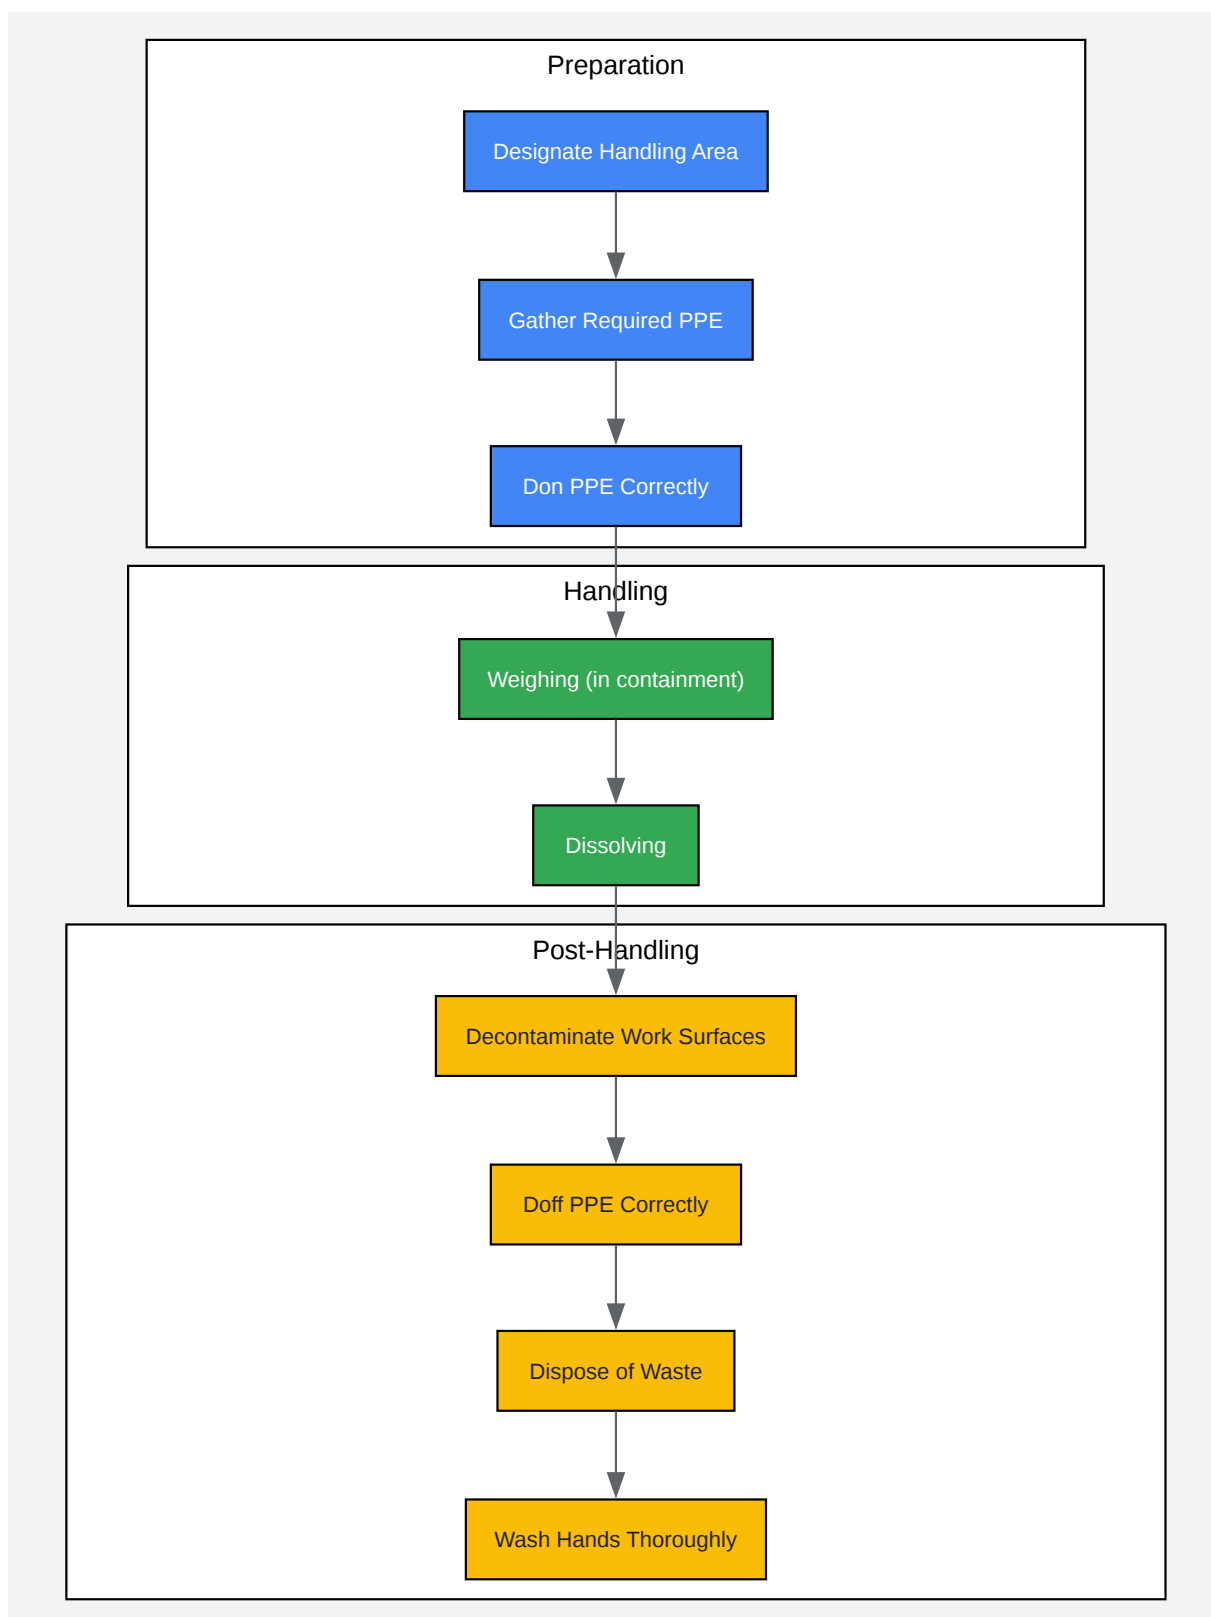 Preparation
Designate Handling Area
Gather Required PPE
Don PPE Correctly
Handling
Weighing (in containment)
Dissolving
Post-Handling
Decontaminate Work Surfaces
Doff PPE Correctly
Dispose of Waste
Wash Hands Thoroughly